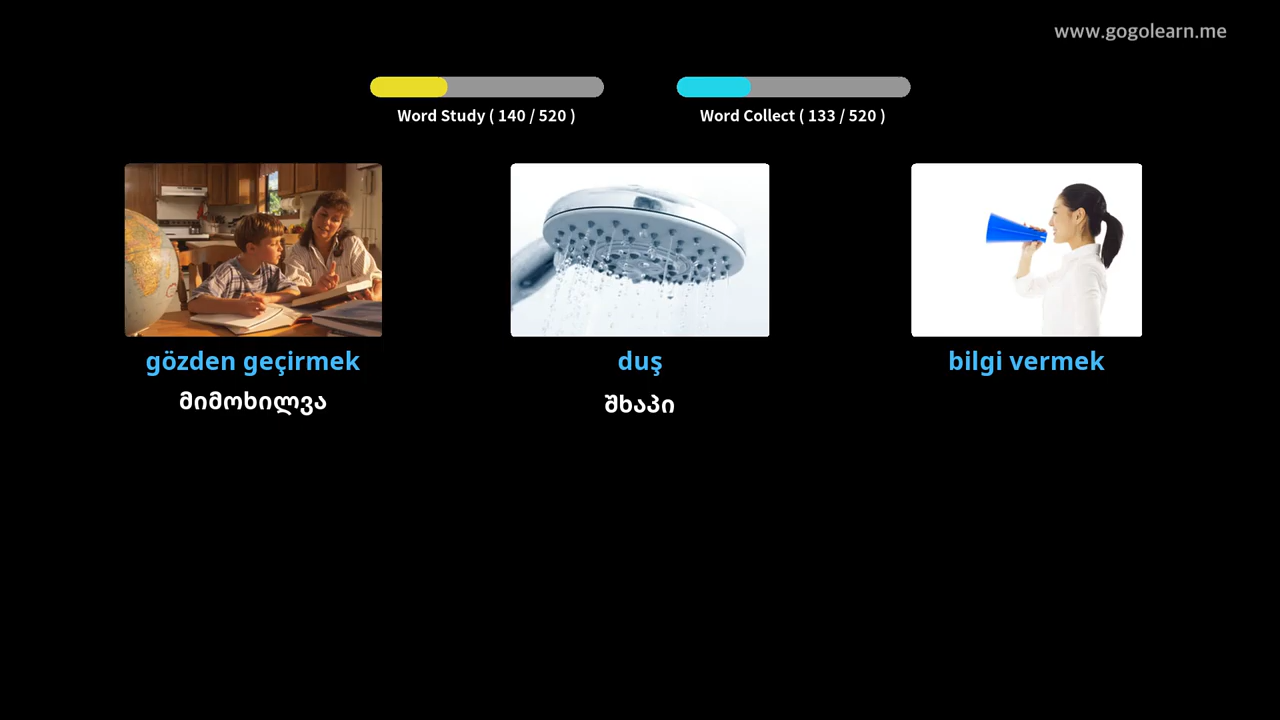 www.gogolearn.me
Word Study ( 140 / 520 )
Word Collect ( 133 / 520 )
gözden geçirmek
მიმოხილვა
duş
შხაპი
bilgi vermek